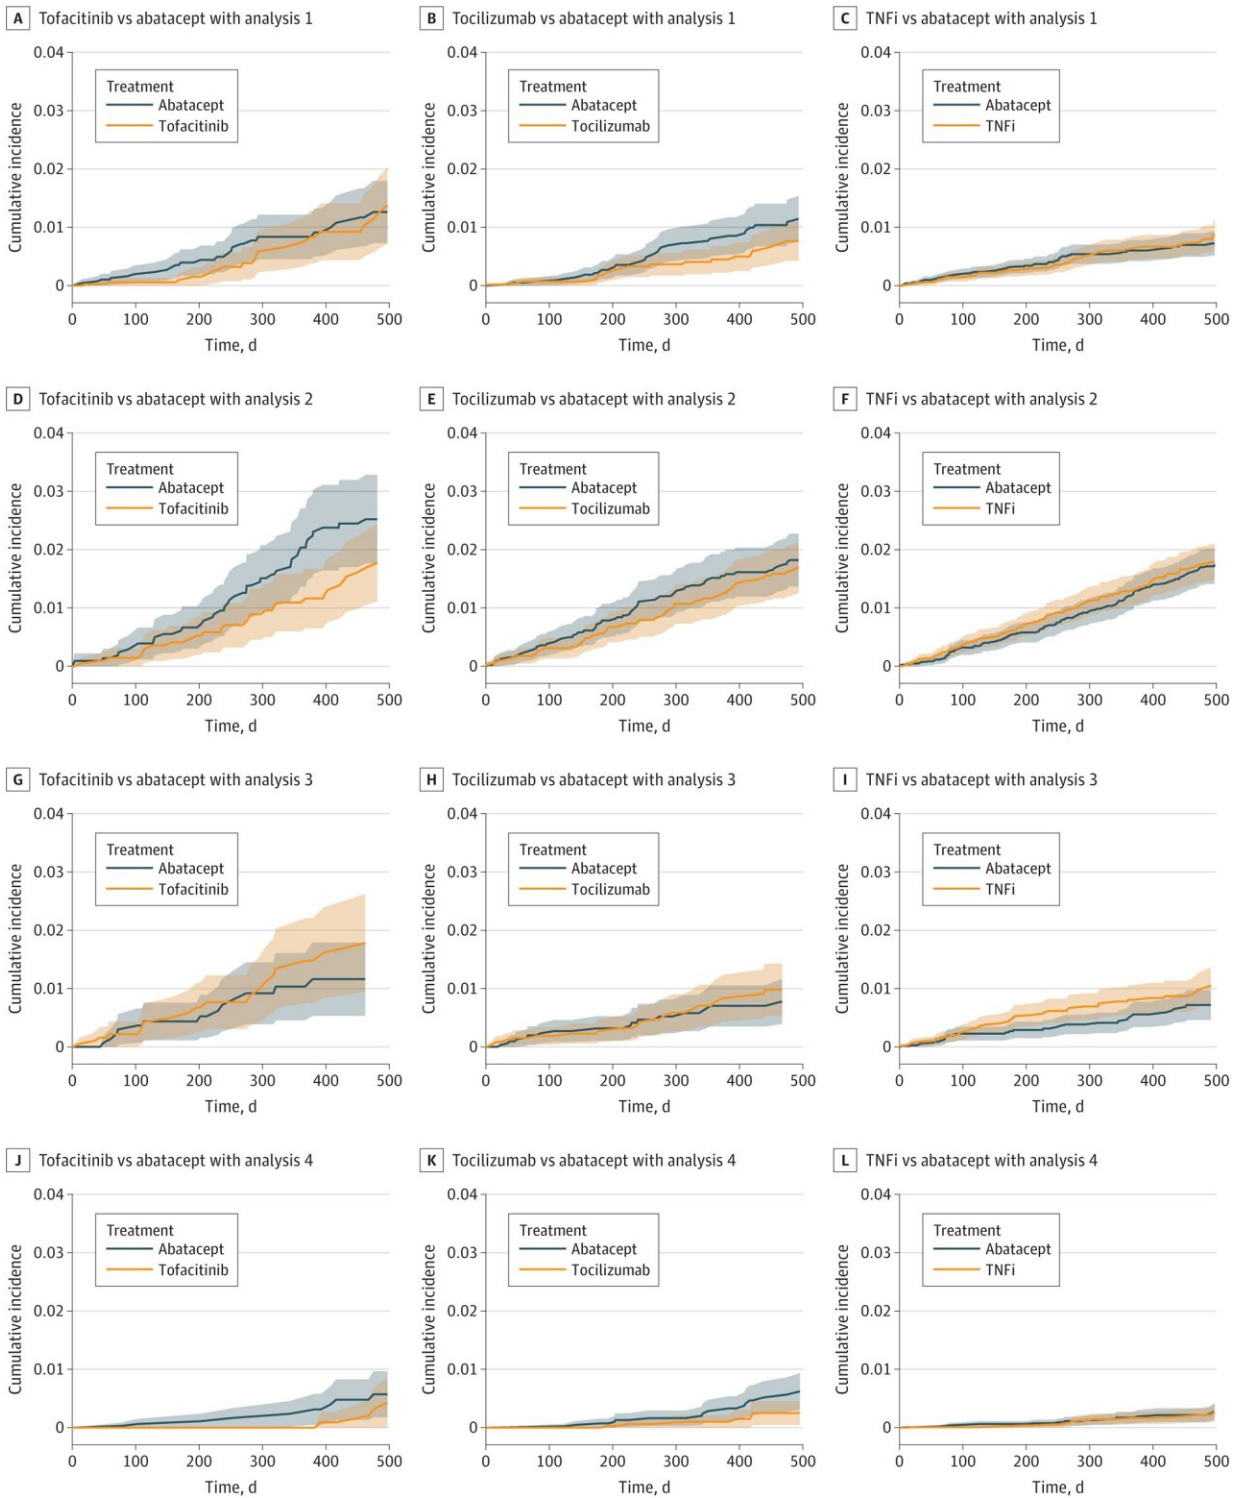 A Tofacitinib vs abatacept with analysis 1
0.04
0.03
0.02
0.01
0
Cumulative incidence
Treatment
Abatacept
Tofacitinib
0 100 200 300 400 500
Time, d
B Tocilizumab vs abatacept with analysis 1
0.04
0.03
0.02
0.01
0
Cumulative incidence
Treatment
Abatacept
Tocilizumab
0 100 200 300 400 500
Time, d
C TNFi vs abatacept with analysis 1
0.04
0.03
0.02
0.01
0
Cumulative incidence
Treatment
Abatacept
TNFi
0 100 200 300 400 500
Time, d
D Tofacitinib vs abatacept with analysis 2
0.04
0.03
0.02
0.01
0
Cumulative incidence
Treatment
Abatacept
Tofacitinib
0 100 200 300 400 500
Time, d
E Tocilizumab vs abatacept with analysis 2
0.04
0.03
0.02
0.01
0
Cumulative incidence
Treatment
Abatacept
Tocilizumab
0 100 200 300 400 500
Time, d
F TNFi vs abatacept with analysis 2
0.04
0.03
0.02
0.01
0
Cumulative incidence
Treatment
Abatacept
TNFi
0 100 200 300 400 500
Time, d
G Tofacitinib vs abatacept with analysis 3
0.04
0.03
0.02
0.01
0
Cumulative incidence
Treatment
Abatacept
Tofacitinib
0 100 200 300 400 500
Time, d
H Tocilizumab vs abatacept with analysis 3
0.04
0.03
0.02
0.01
0
Cumulative incidence
Treatment
Abatacept
Tocilizumab
0 100 200 300 400 500
Time, d
I TNFi vs abatacept with analysis 3
0.04
0.03
0.02
0.01
0
Cumulative incidence
Treatment
Abatacept
TNFi
0 100 200 300 400 500
Time, d
J Tofacitinib vs abatacept with analysis 4
0.04
0.03
0.02
0.01
0
Cumulative incidence
Treatment
Abatacept
Tofacitinib
0 100 200 300 400 500
Time, d
K Tocilizumab vs abatacept with analysis 4
0.04
0.03
0.02
0.01
0
Cumulative incidence
Treatment
Abatacept
Tocilizumab
0 100 200 300 400 500
Time, d
L TNFi vs abatacept with analysis 4
0.04
0.03
0.02
0.01
0
Cumulative incidence
Treatment
Abatacept
TNFi
0 100 200 300 400 500
Time, d